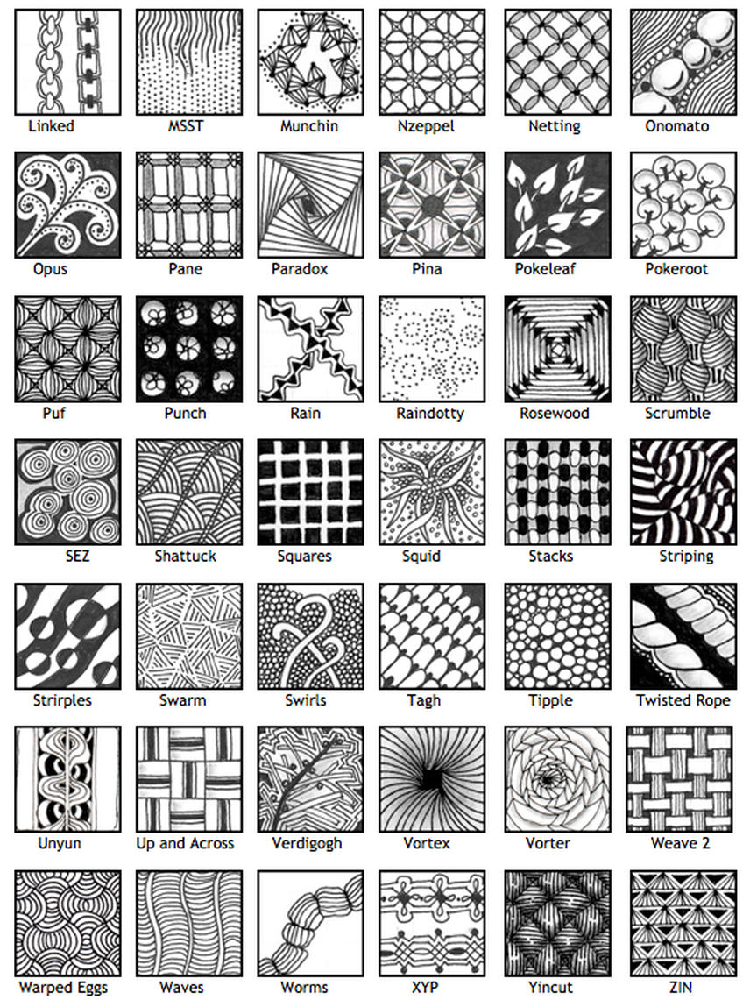 Linked MSST Munchin Nzeppel Netting Onomato
Opus Pane Paradox Pina Pokeleaf Pokeroot
Puf Punch Rain Raindotty Rosewood Scrumble
SEZ Shattuck Squares Squid Stacks Striping
Strirples Swarm Swirls Tagh Tipple Twisted Rope
Unyun Up and Across Verdigogh Vortex Vorter Weave 2
Warped Eggs Waves Worms XYP Yincut ZIN